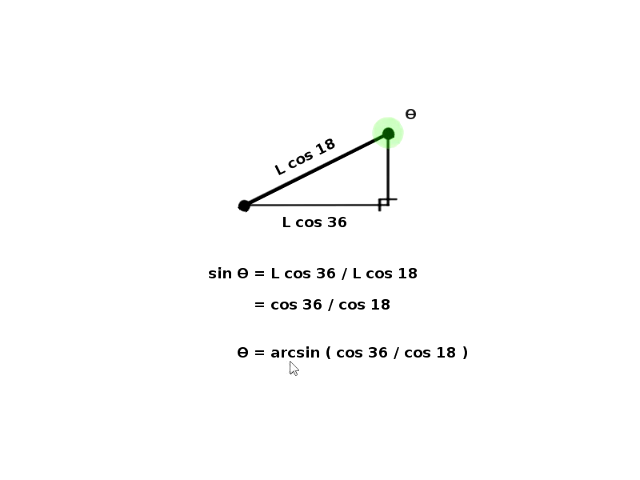 ɵ
L cos 18
L cos 36
sin ɵ = L cos 36 / L cos 18
= cos 36 / cos 18
ɵ = arcsin ( cos 36 / cos 18 )